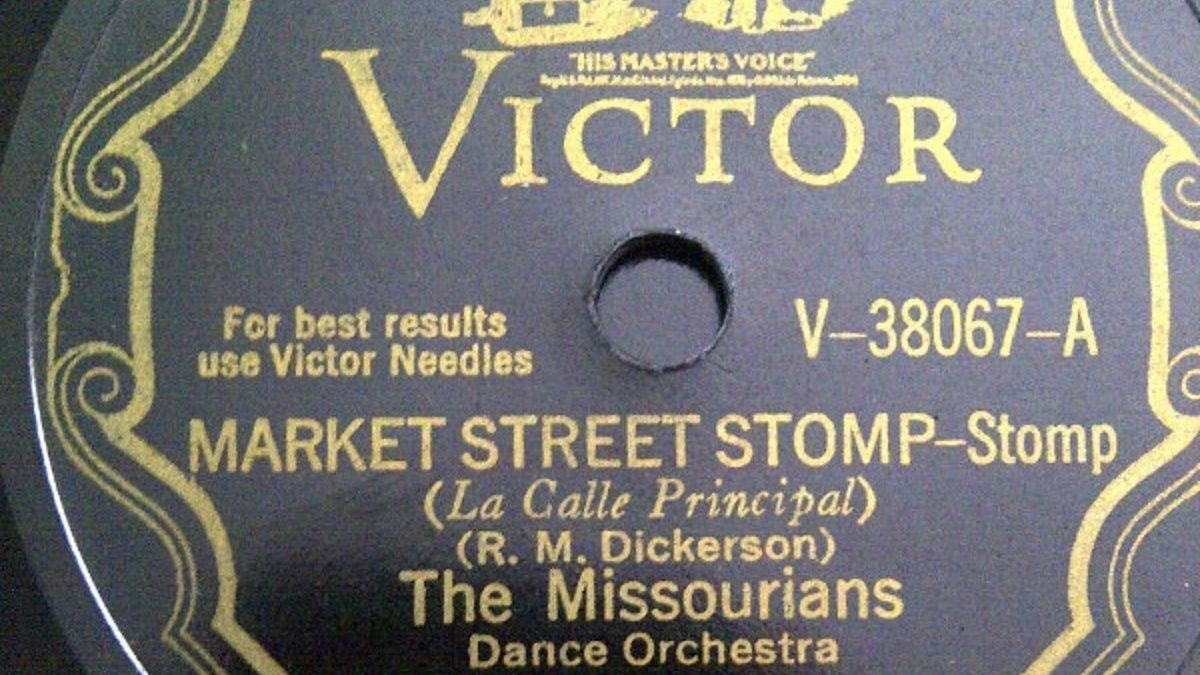 "HIS MASTER'S VOICE"
VICTOR
For best results
use Victor Needles
V-38067-A
MARKET STREET STOMP-Stomp
(La Calle Principal)
(R. M. Dickerson)
The Missourians
Dance Orchestra